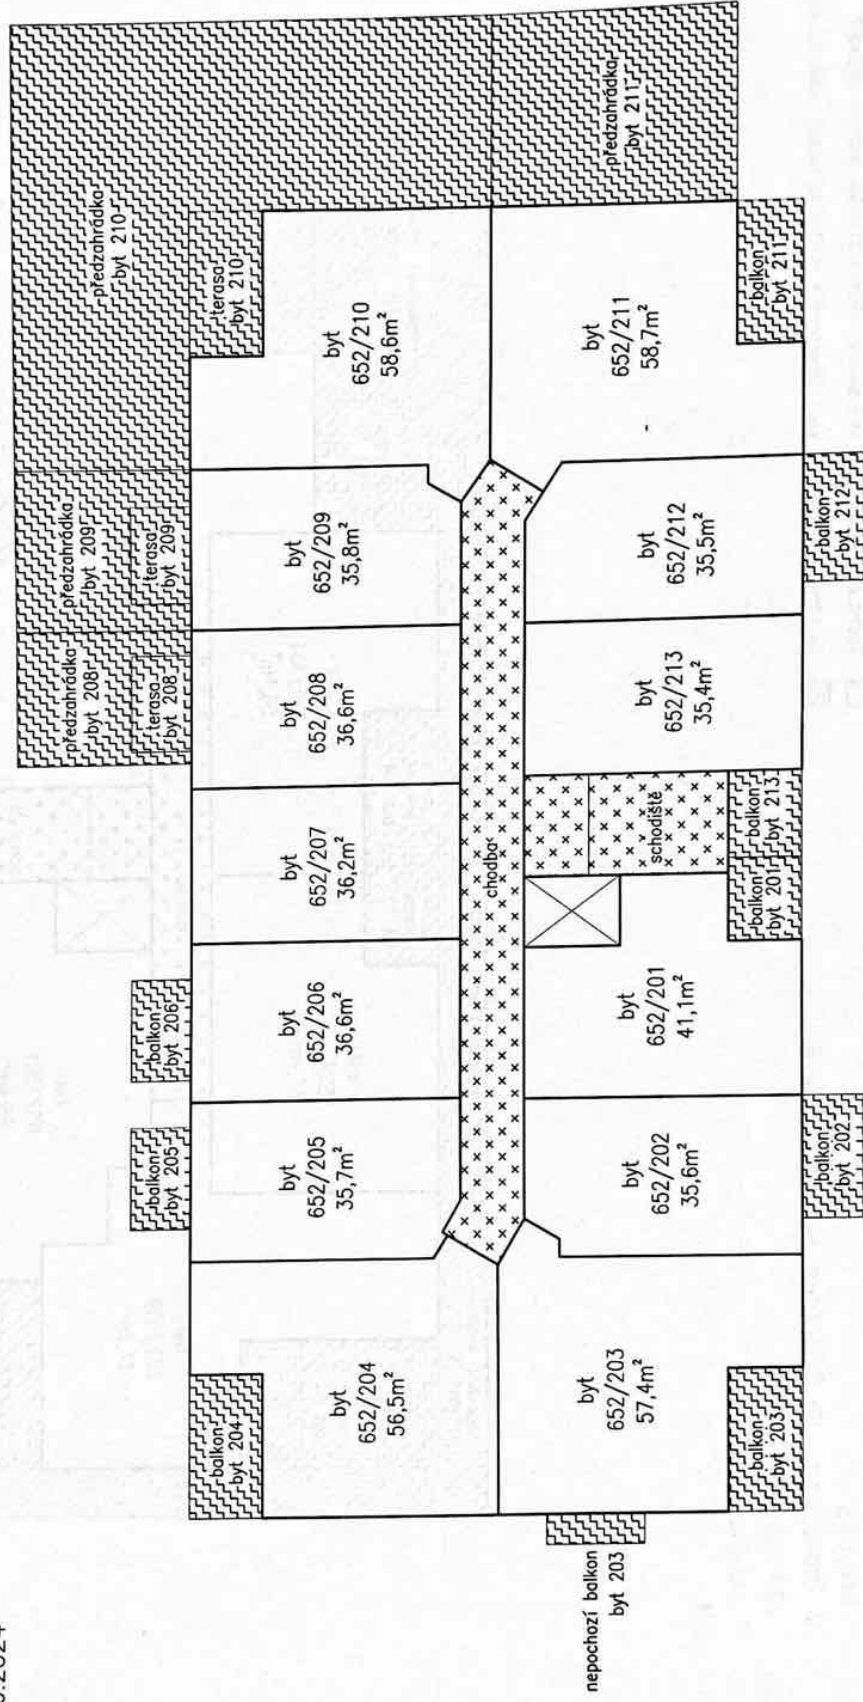 předzahrádka
byt 210
předzahrádka
byt 211
předzahrádka
byt 209
předzahrádka
byt 208
terasa
byt 210
terasa
byt 209
terasa
byt 208
balkon
byt 206
balkon
byt 205
balkon
byt 204
byt
652/204
56,5m²
byt
652/205
35,7m²
byt
652/206
36,6m²
byt
652/207
36,2m²
byt
652/208
36,6m²
byt
652/209
35,8m²
byt
652/210
58,6m²
chodba
byt
652/203
57,4m²
byt
652/202
35,6m²
byt
652/201
41,1m²
schodiště
byt
652/213
35,4m²
byt
652/212
35,5m²
byt
652/211
58,7m²
nepochozí balkon
byt 203
balkon
byt 203
balkon
byt 202
balkon
byt 201
balkon
byt 213
balkon
byt 212
balkon
byt 211